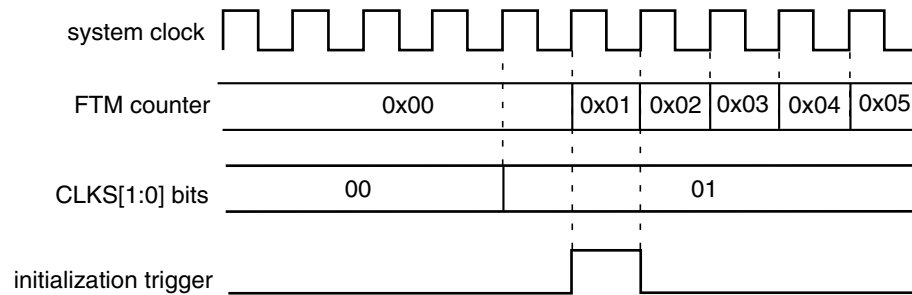 system clock
FTM counter 0x00 0x01 0x02 0x03 0x04 0x05
CLKS[1:0] bits 00 01
initialization trigger